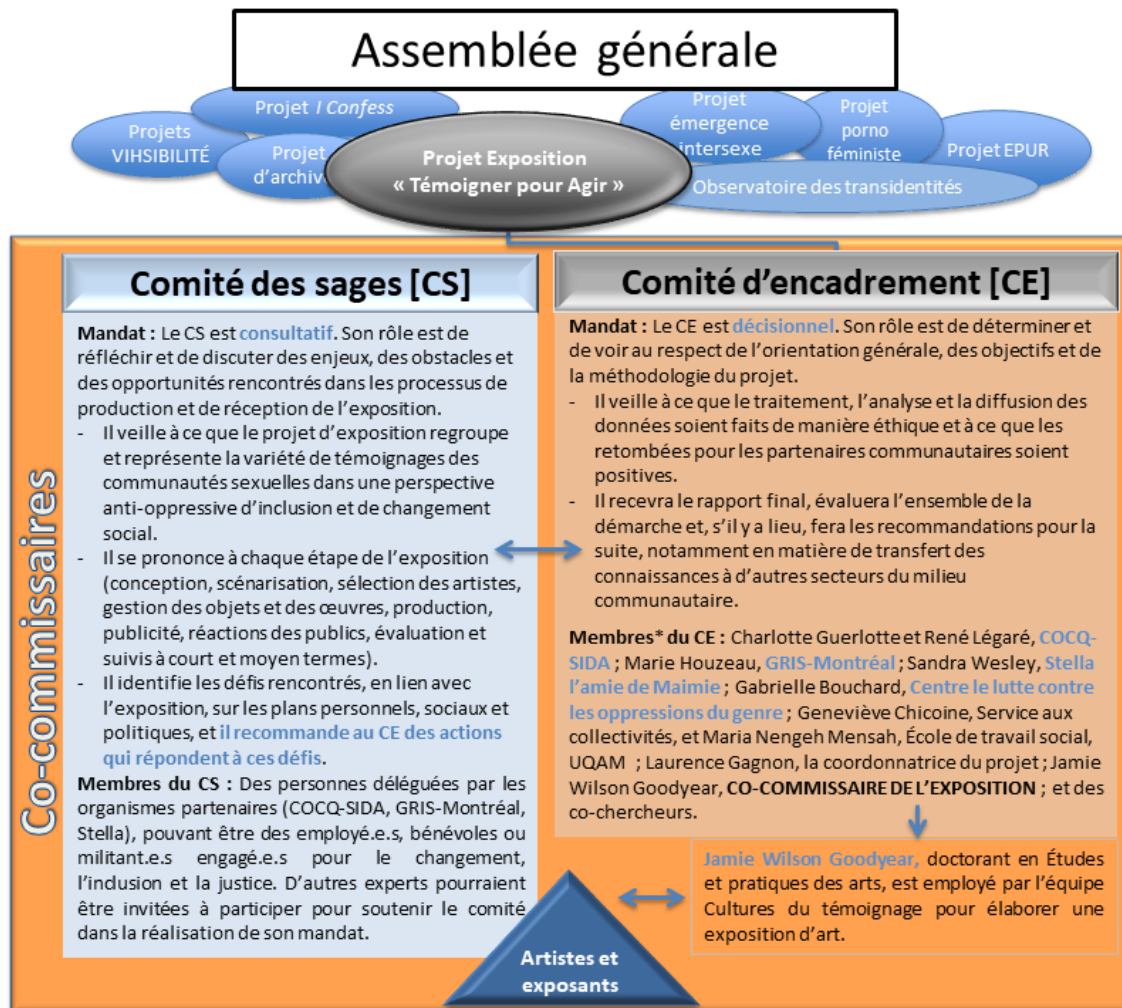 Assemblée générale
Projet I Confess
Projets
VIHSIBILITÉ
Projet
d'archiv
Projet Exposition
« Témoigner pour Agir »
Projet
émergence
intersexe
Projet
porno
féministe
Projet EPUR
Observatoire des transidentités
Co-commissaires
Comité des sages [CS]
Mandat : Le CS est consultatif. Son rôle est de
réfléchir et de discuter des enjeux, des obstacles et
des opportunités rencontrés dans les processus de
production et de réception de l'exposition.
- Il veille à ce que le projet d'exposition regroupe
et représente la variété de témoignages des
communautés sexuelles dans une perspective
anti-oppressive d'inclusion et de changement
social.
- Il se prononce à chaque étape de l'exposition
(conception, scénarisation, sélection des artistes,
gestion des objets et des œuvres, production,
publicité, réactions des publics, évaluation et
suivis à court et moyen termes).
- Il identifie les défis rencontrés, en lien avec
l'exposition, sur les plans personnels, sociaux et
politiques, et il recommande au CE des actions
qui répondent à ces défis.
Membres du CS : Des personnes déléguées par les
organismes partenaires (COCQ-SIDA, GRIS-Montréal,
Stella), pouvant être des employé.e.s, bénévoles ou
militant.e.s engagé.e.s pour le changement,
l'inclusion et la justice. D'autres experts pourraient
être invitées à participer pour soutenir le comité
dans la réalisation de son mandat.
Comité d'encadrement [CE]
Mandat : Le CE est décisionnel. Son rôle est de déterminer et
de voir au respect de l'orientation générale, des objectifs et de
la méthodologie du projet.
- Il veille à ce que le traitement, l'analyse et la diffusion des
données soient faits de manière éthique et à ce que les
retombées pour les partenaires communautaires soient
positives.
- Il recevra le rapport final, évaluera l'ensemble de la
démarche et, s'il y a lieu, fera les recommandations pour la
suite, notamment en matière de transfert des
connaissances à d'autres secteurs du milieu
communautaire.
Membres* du CE : Charlotte Guerlotte et René Légaré, COCQ-
SIDA ; Marie Houzeau, GRIS-Montréal ; Sandra Wesley, Stella
l'amie de Maimie ; Gabrielle Bouchard, Centre le lutte contre
les oppressions du genre ; Geneviève Chicoine, Service aux
collectivités, et Maria Nengeh Mensah, École de travail social,
UQAM ; Laurence Gagnon, la coordonnatrice du projet ; Jamie
Wilson Goodyear, CO-COMMISSAIRE DE L'EXPOSITION ; et des
co-chercheurs.
Jamie Wilson Goodyear, doctorant en Études
et pratiques des arts, est employé par l'équipe
Cultures du témoignage pour élaborer une
exposition d'art.
Artistes et
exposants